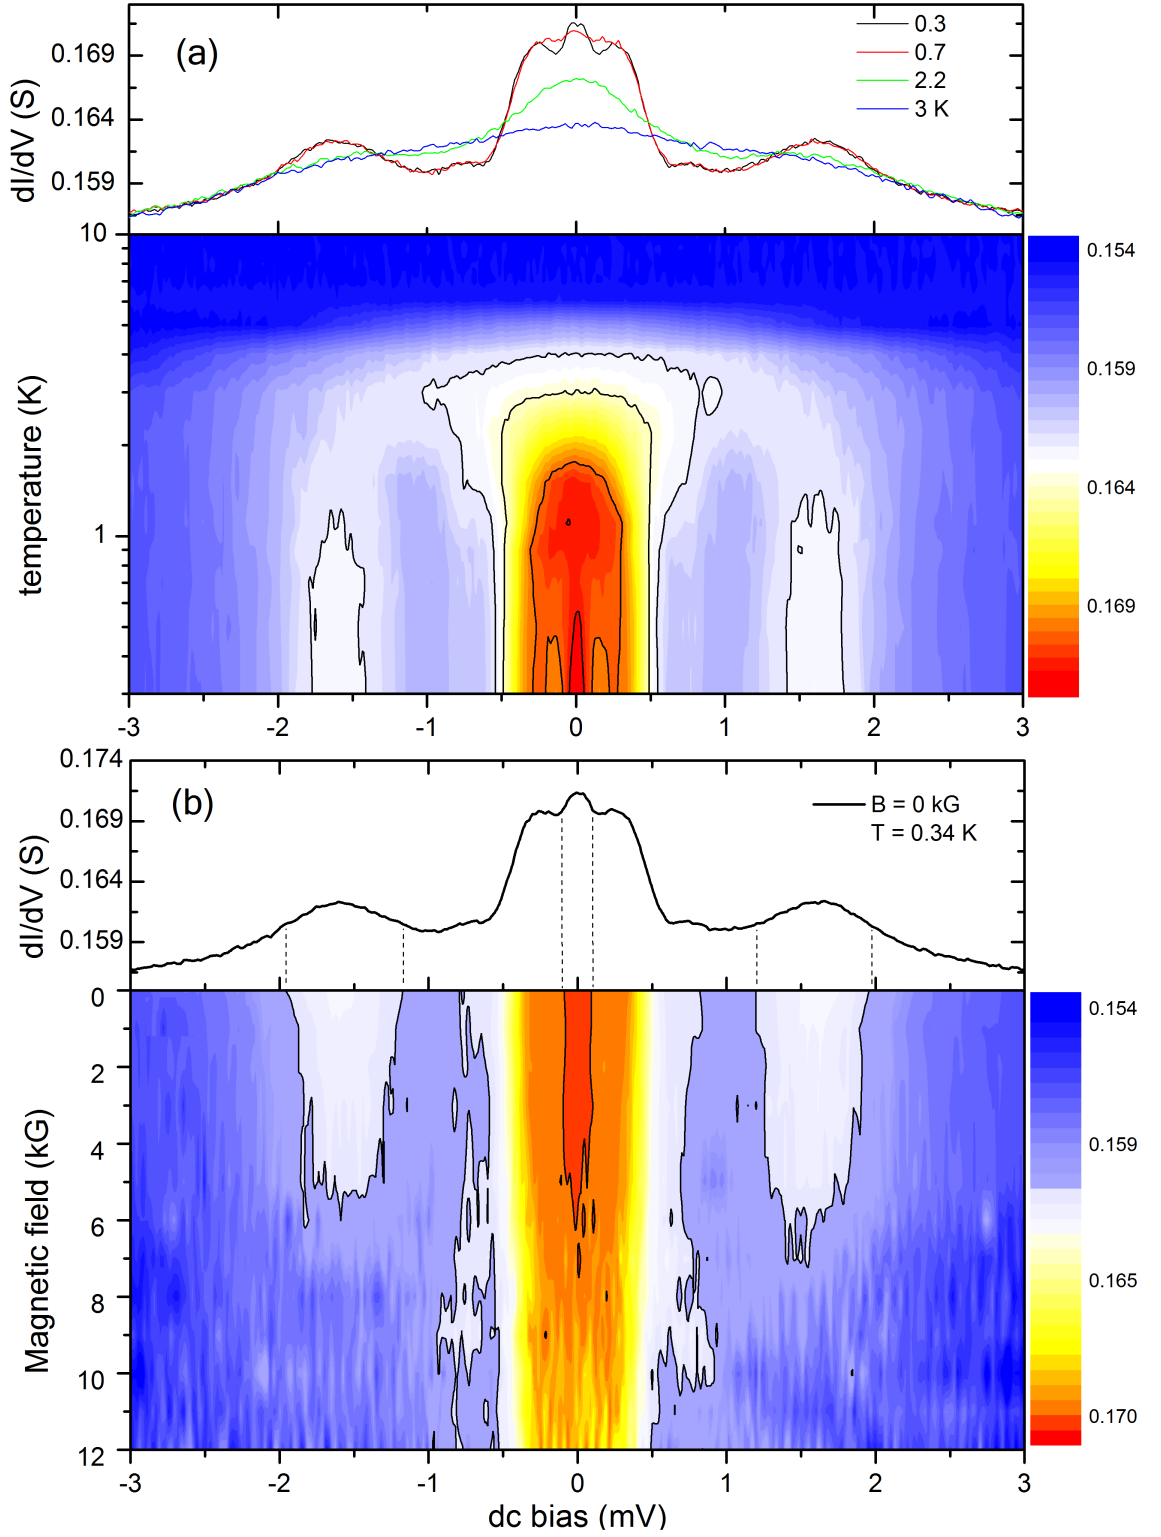 (a)
0.3
0.7
2.2
3 K
dI/dV (S)
0.169
0.164
0.159
10
1
temperature (K)
0.154
0.159
0.164
0.169
-3 -2 -1 0 1 2 3
0.174
0.169
0.164
0.159
dI/dV (S)
(b)
B = 0 kG
T = 0.34 K
0
2
4
6
8
10
12
Magnetic field (kG)
0.154
0.159
0.165
0.170
-3 -2 -1 0 1 2 3
dc bias (mV)